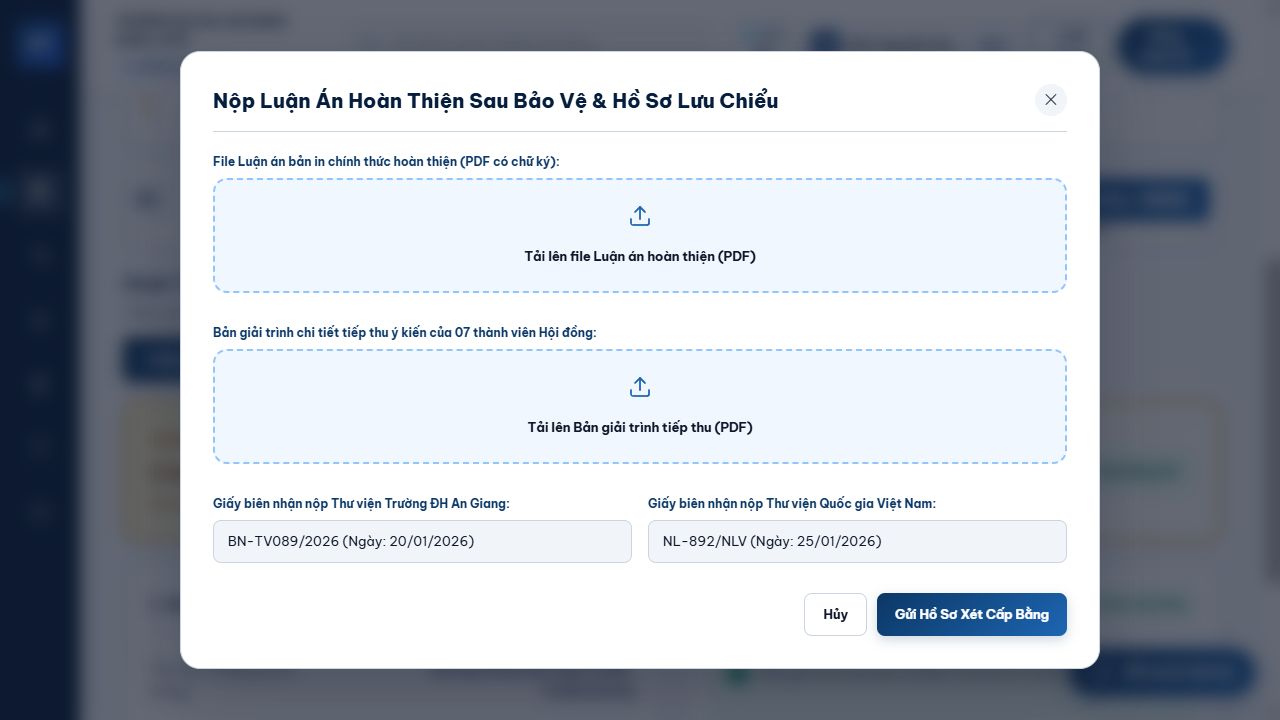 Nộp Luận Án Hoàn Thiện Sau Bảo Vệ & Hồ Sơ Lưu Chiểu
File Luận án bản in chính thức hoàn thiện (PDF có chữ ký):
Tải lên file Luận án hoàn thiện (PDF)
Bản giải trình chi tiết tiếp thu ý kiến của 07 thành viên Hội đồng:
Tải lên Bản giải trình tiếp thu (PDF)
Giấy biên nhận nộp Thư viện Trường ĐH An Giang:
Giấy biên nhận nộp Thư viện Quốc gia Việt Nam:
BN-TV089/2026 (Ngày: 20/01/2026)
NL-892/NLV (Ngày: 25/01/2026)
Hủy
Gửi Hồ Sơ Xét Cấp Bằng